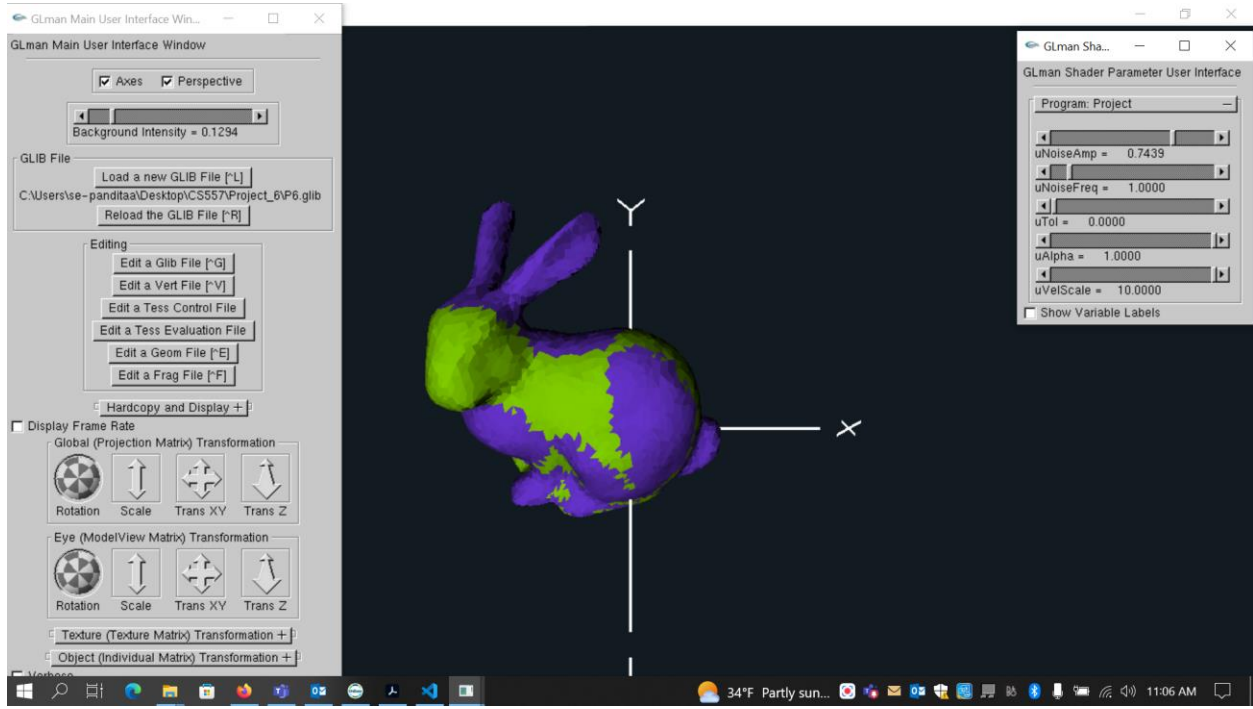 GLman Main User Interface Win...
GLman Main User Interface Window
Axes Perspective
Background Intensity = 0.1294
GLIB File
Load a new GLIB File [^L]
C:\Users\se-panditaa\Desktop\CS557\Project_6\P6.glib
Reload the GLIB File [^R]
Editing
Edit a Glib File [^G]
Edit a Vert File [^V]
Edit a Tess Control File
Edit a Tess Evaluation File
Edit a Geom File [^E]
Edit a Frag File [^F]
Hardcopy and Display +
Display Frame Rate
Global (Projection Matrix) Transformation
Rotation Scale Trans XY Trans Z
Eye (ModelView Matrix) Transformation
Rotation Scale Trans XY Trans Z
Texture (Texture Matrix) Transformation +
Object (Individual Matrix) Transformation +
Verbose
Y
X
GLman Sha...
GLman Shader Parameter User Interface
Program: Project
uNoiseAmp = 0.7439
uNoiseFreq = 1.0000
uTol = 0.0000
uAlpha = 1.0000
uVelScale = 10.0000
Show Variable Labels
34°F Partly sun... 11:06 AM